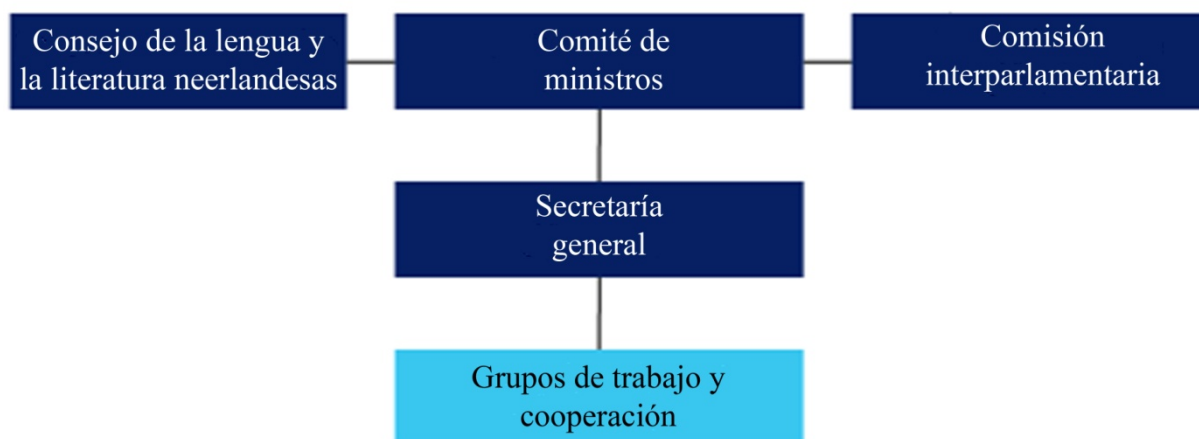 Consejo de la lengua y
la literatura neerlandesas
Comité de
ministros
Comisión
interparlamentaria
Secretaría
general
Grupos de trabajo y
cooperación